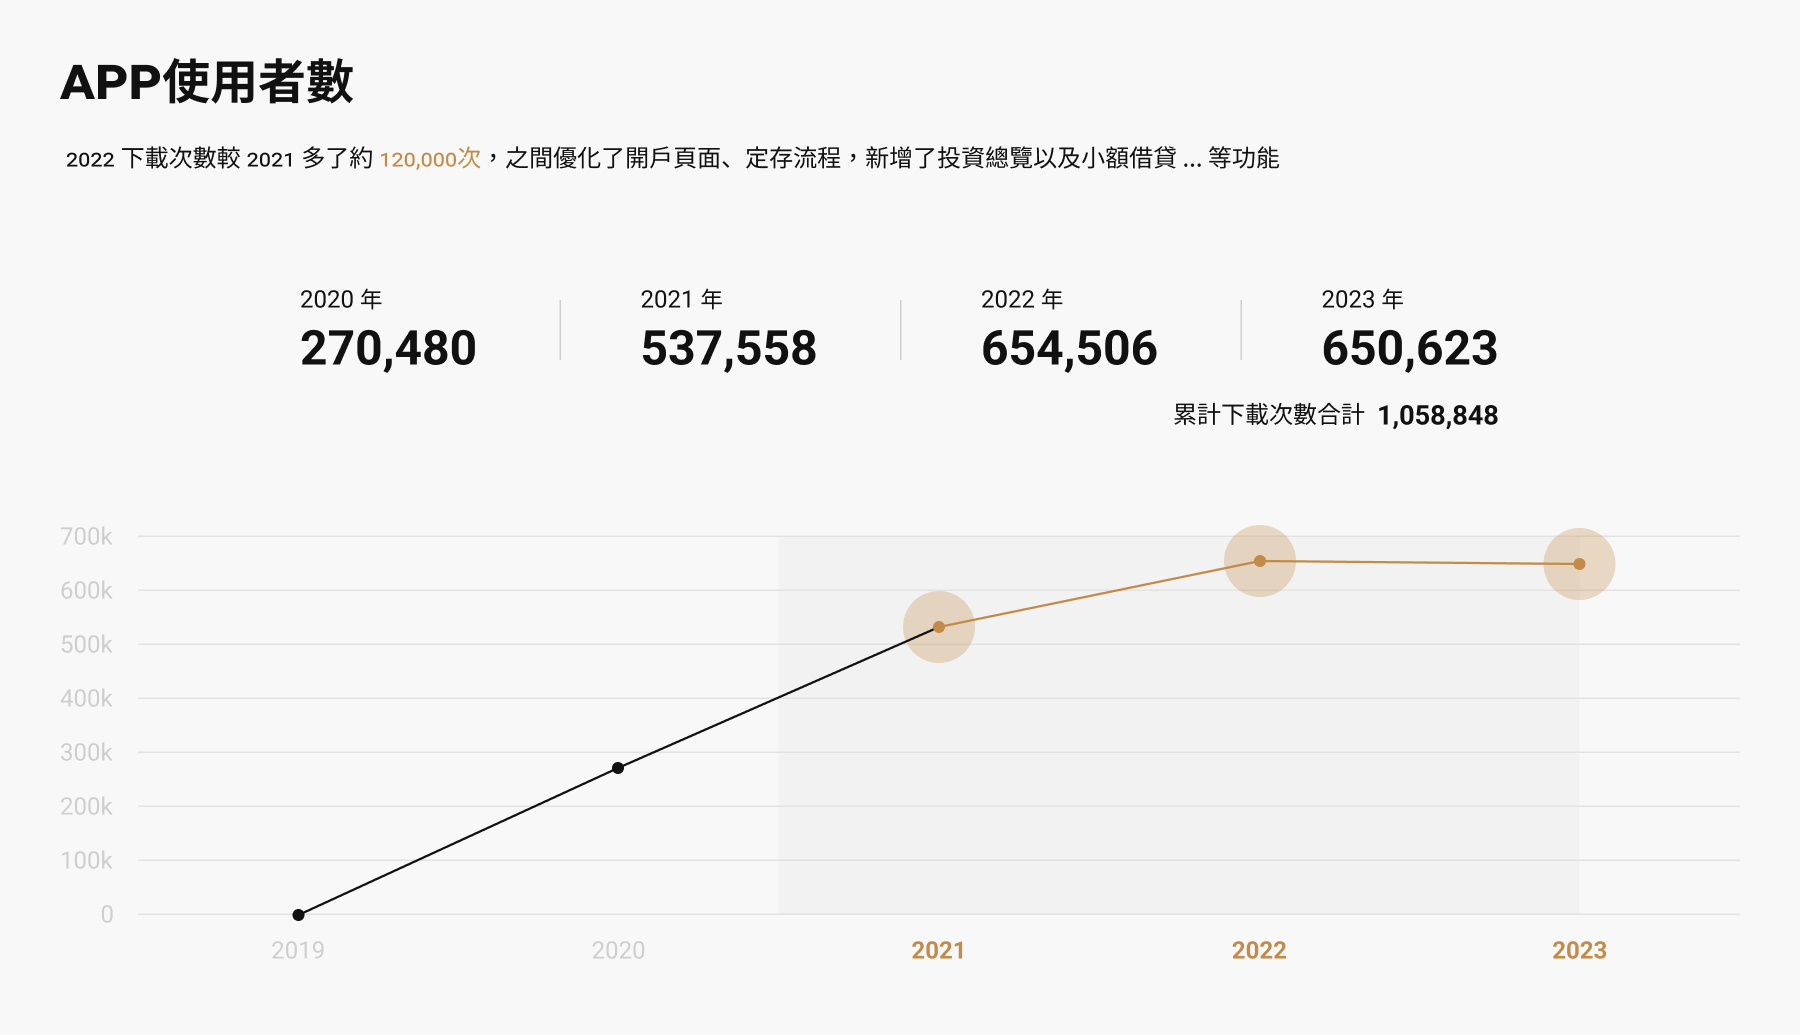 APP使用者數
2022 下載次數較 2021 多了約 120,000次，之間優化了開戶頁面、定存流程，新增了投資總覽以及小額借貸 ... 等功能
2020 年
270,480
2021 年
537,558
2022 年
654,506
2023 年
650,623
累計下載次數合計 1,058,848
700k
600k
500k
400k
300k
200k
100k
0
2019 2020 2021 2022 2023